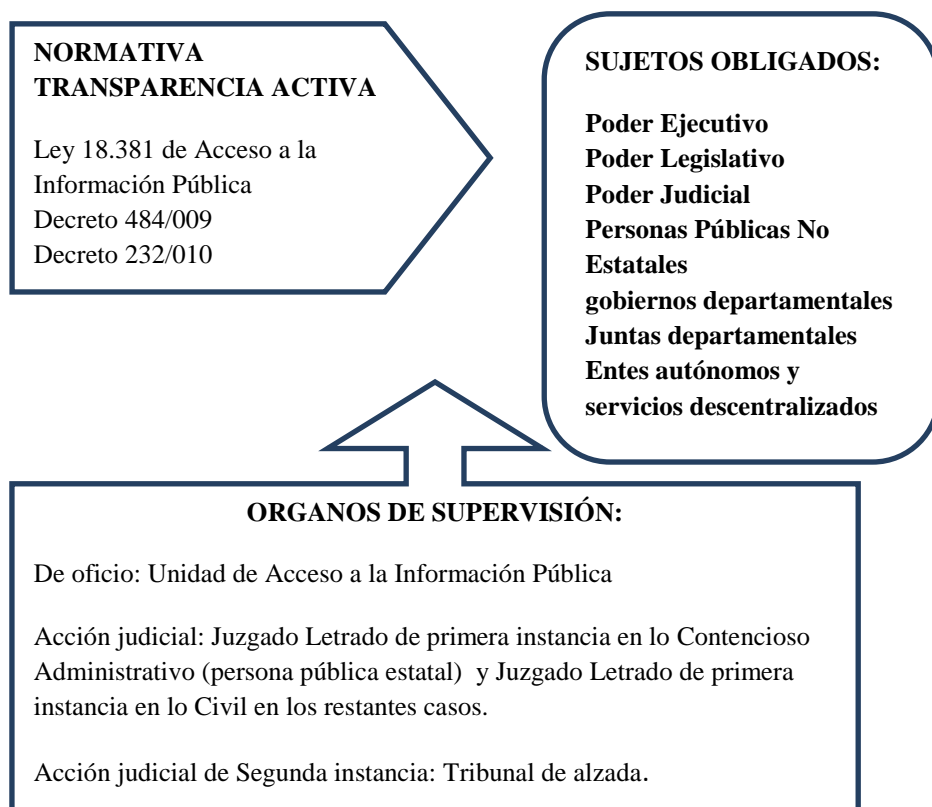 NORMATIVA
TRANSPARENCIA ACTIVA
Ley 18.381 de Acceso a la
Información Pública
Decreto 484/009
Decreto 232/010
SUJETOS OBLIGADOS:
Poder Ejecutivo
Poder Legislativo
Poder Judicial
Personas Públicas No
Estatales
gobiernos departamentales
Juntas departamentales
Entes autónomos y
servicios descentralizados
ORGANOS DE SUPERVISIÓN:
De oficio: Unidad de Acceso a la Información Pública
Acción judicial: Juzgado Letrado de primera instancia en lo Contencioso
Administrativo (persona pública estatal) y Juzgado Letrado de primera
instancia en lo Civil en los restantes casos.
Acción judicial de Segunda instancia: Tribunal de alzada.